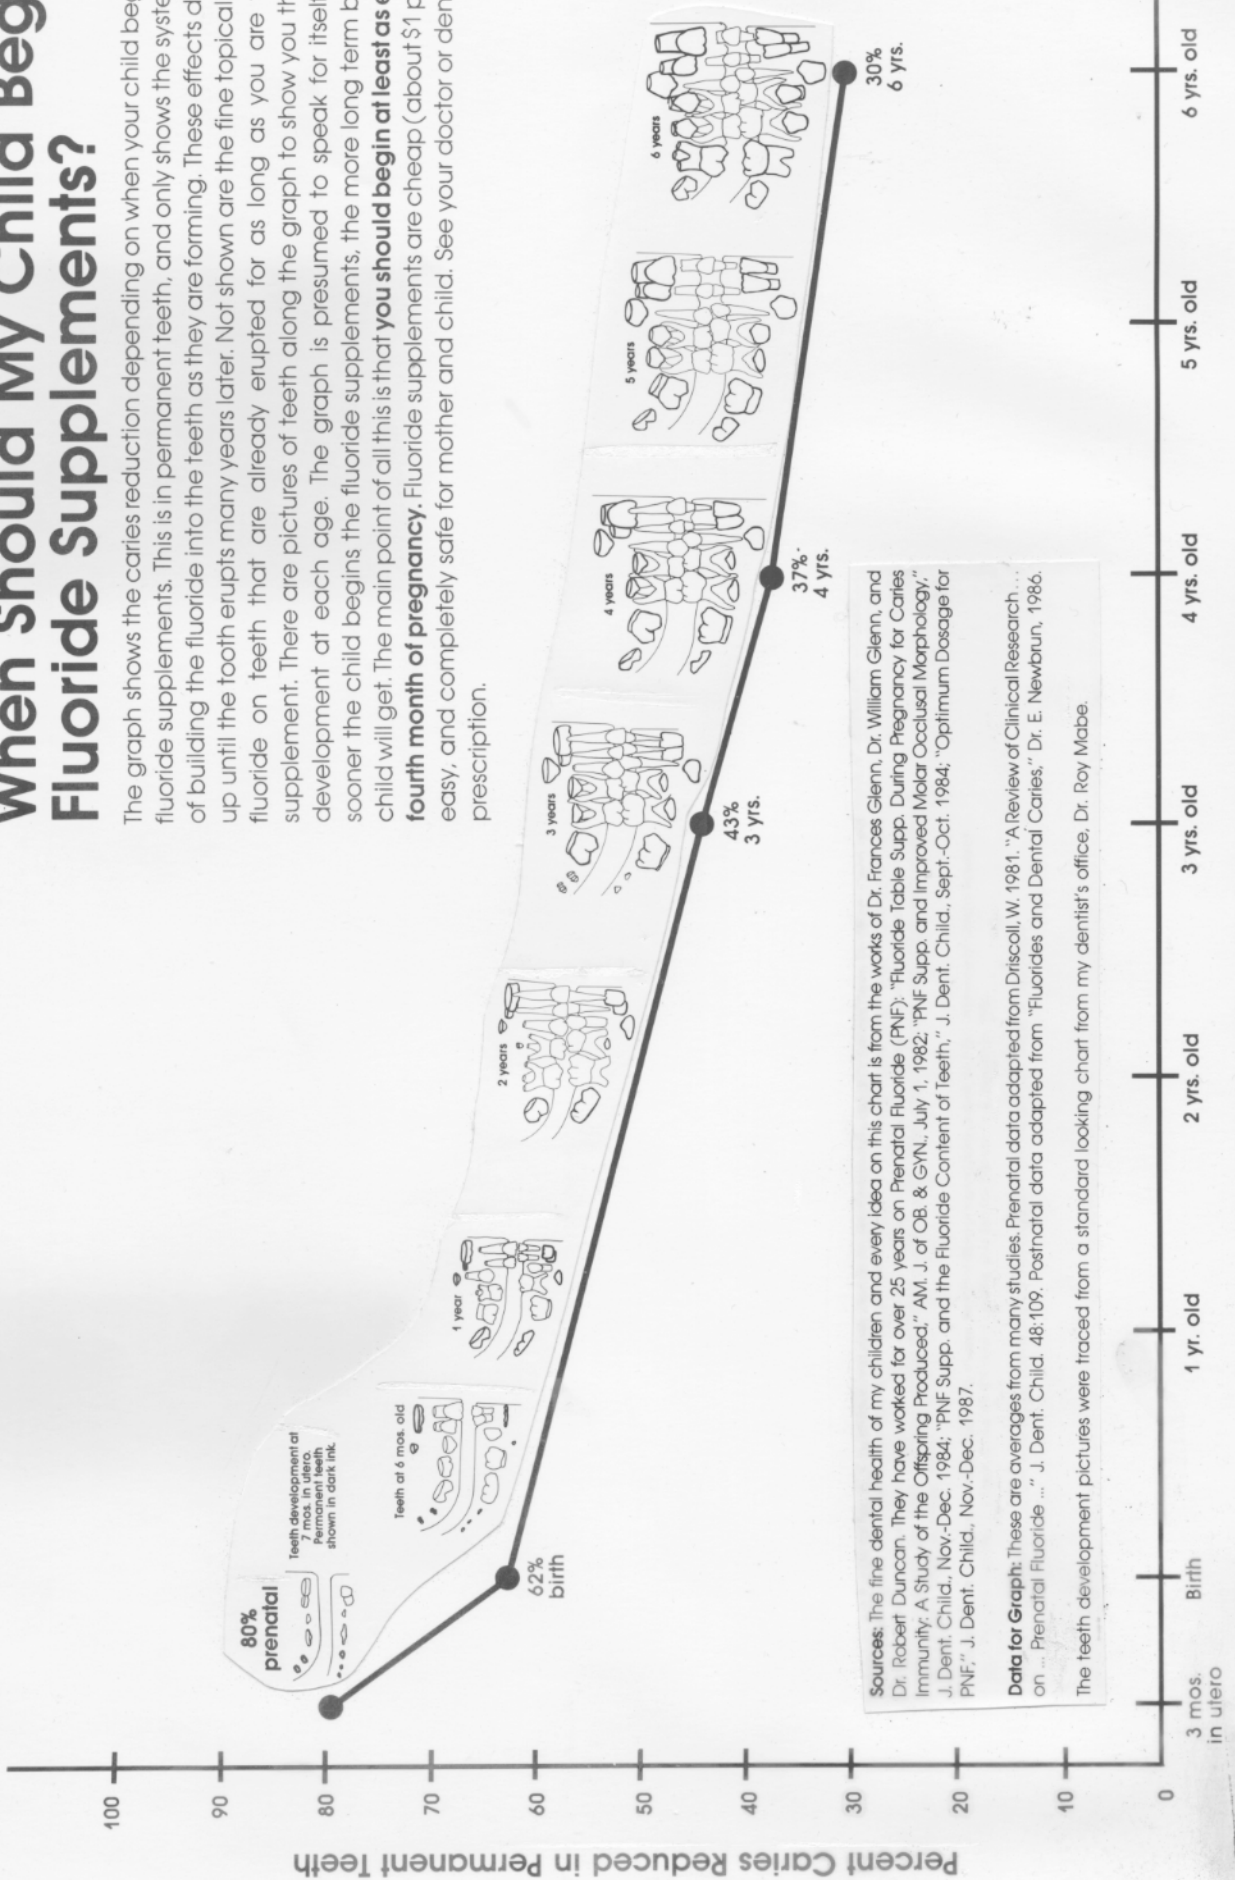 When Should My Child Beg
Fluoride Supplements?
The graph shows the caries reduction depending on when your child beg
fluoride supplements. This is in permanent teeth, and only shows the syste
of building the fluoride into the teeth as they are forming. These effects d
up until the tooth erupts many years later. Not shown are the fine topical
fluoride on teeth that are already erupted for as long as you are
supplement. There are pictures of teeth along the graph to show you th
development at each age. The graph is presumed to speak for itself
sooner the child begins the fluoride supplements, the more long term b
child will get. The main point of all this is that you should begin at least as e
fourth month of pregnancy. Fluoride supplements are cheap (about $1 p
easy, and completely safe for mother and child. See your doctor or den
prescription.
Percent Caries Reduced in Permanent Teeth
100
90
80
70
60
50
40
30
20
10
0
80%
prenatal
Teeth development at
7 mos. in utero.
Permanent teeth
shown in dark ink.
Teeth at 6 mos. old
1 year
2 years
3 years
4 years
5 years
6 years
62%
birth
43%
3 yrs.
37%
4 yrs.
30%
6 yrs.
Sources: The fine dental health of my children and every idea on this chart is from the works of Dr. Frances Glenn, Dr. William Glenn, and
Dr. Robert Duncan. They have worked for over 25 years on Prenatal Fluoride (PNF): "Fluoride Table Supp. During Pregnancy for Caries
Immunity: A Study of the Offspring Produced," AM. J. of OB. & GYN., July 1, 1982; "PNF Supp. and Improved Molar Occlusal Morphology,"
J. Dent. Child., Nov.-Dec. 1984; "PNF Supp. and the Fluoride Content of Teeth," J. Dent. Child., Sept.-Oct. 1984; "Optimum Dosage for
PNF," J. Dent. Child., Nov.-Dec. 1987.
Data for Graph: These are averages from many studies. Prenatal data adapted from Driscoll, W. 1981. "A Review of Clinical Research ...
on ... Prenatal Fluoride ..." J. Dent. Child. 48:109. Postnatal data adapted from "Fluorides and Dental Caries," Dr. E. Newbrun, 1986.
The teeth development pictures were traced from a standard looking chart from my dentist's office, Dr. Roy Mabe.
3 mos.
in utero
Birth
1 yr. old
2 yrs. old
3 yrs. old
4 yrs. old
5 yrs. old
6 yrs. old